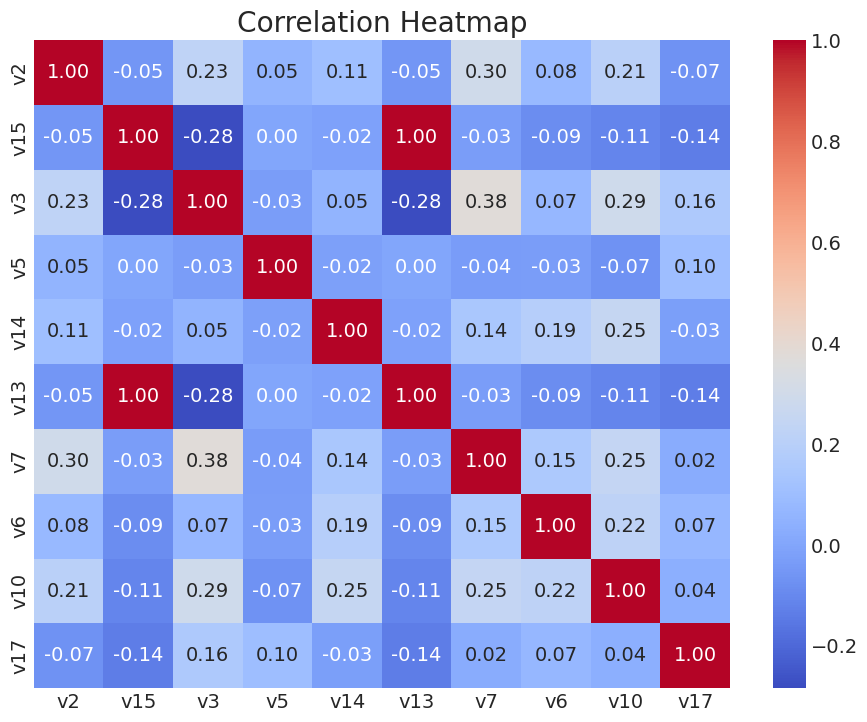 Correlation Heatmap
v2 1.00 -0.05 0.23 0.05 0.11 -0.05 0.30 0.08 0.21 -0.07
v15 -0.05 1.00 -0.28 0.00 -0.02 1.00 -0.03 -0.09 -0.11 -0.14
v3 0.23 -0.28 1.00 -0.03 0.05 -0.28 0.38 0.07 0.29 0.16
v5 0.05 0.00 -0.03 1.00 -0.02 0.00 -0.04 -0.03 -0.07 0.10
v14 0.11 -0.02 0.05 -0.02 1.00 -0.02 0.14 0.19 0.25 -0.03
v13 -0.05 1.00 -0.28 0.00 -0.02 1.00 -0.03 -0.09 -0.11 -0.14
v7 0.30 -0.03 0.38 -0.04 0.14 -0.03 1.00 0.15 0.25 0.02
v6 0.08 -0.09 0.07 -0.03 0.19 -0.09 0.15 1.00 0.22 0.07
v10 0.21 -0.11 0.29 -0.07 0.25 -0.11 0.25 0.22 1.00 0.04
v17 -0.07 -0.14 0.16 0.10 -0.03 -0.14 0.02 0.07 0.04 1.00
v2 v15 v3 v5 v14 v13 v7 v6 v10 v17
1.0
0.8
0.6
0.4
0.2
0.0
−0.2